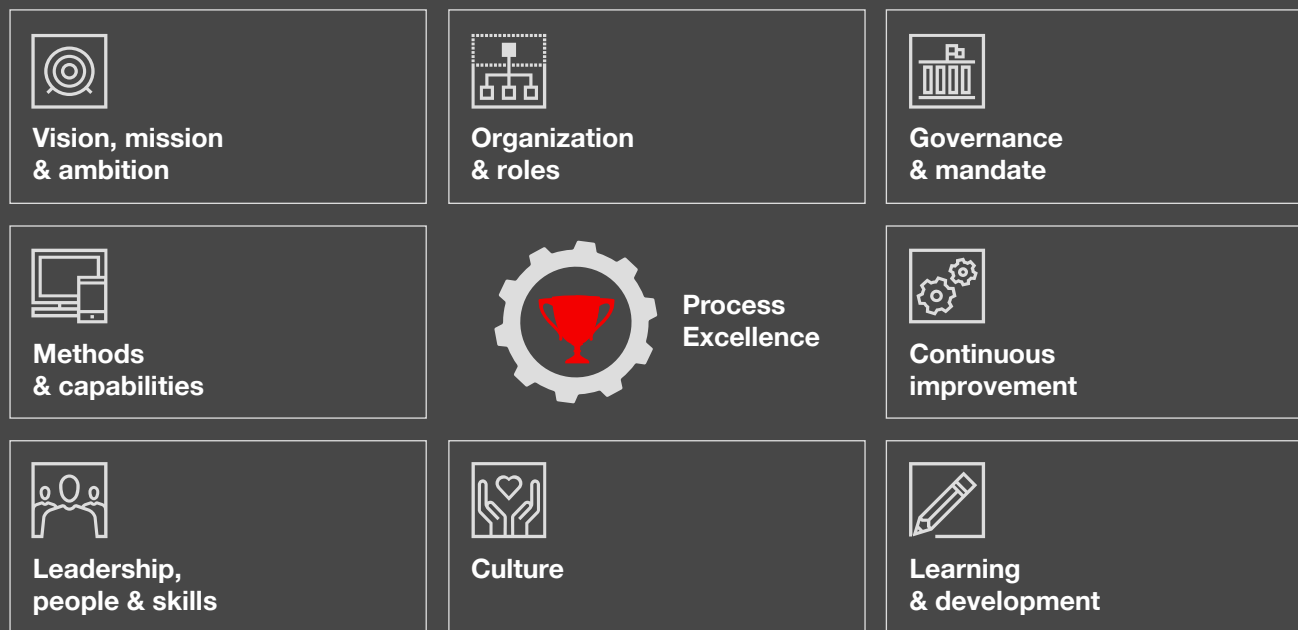 Vision, mission
& ambition
Organization
& roles
Governance
& mandate
Methods
& capabilities
Process
Excellence
Continuous
improvement
Leadership,
people & skills
Culture
Learning
& development